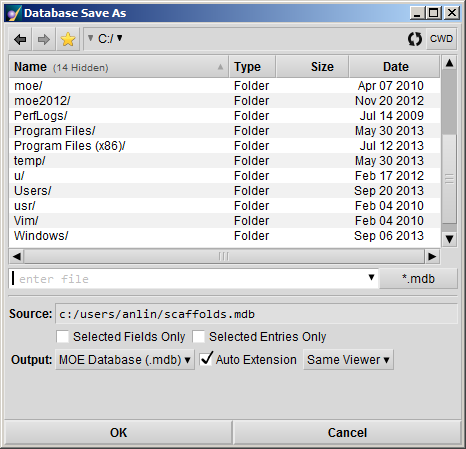 Database Save As
C:/ CWD
Name (14 Hidden) Type Size Date
moe/ Folder Apr 07 2010
moe2012/ Folder Nov 20 2012
PerfLogs/ Folder Jul 14 2009
Program Files/ Folder May 30 2013
Program Files (x86)/ Folder Jul 12 2013
temp/ Folder May 30 2013
u/ Folder Feb 17 2012
Users/ Folder Sep 20 2013
usr/ Folder Feb 04 2010
Vim/ Folder Feb 04 2010
Windows/ Folder Sep 06 2013
enter file *.mdb
Source: c:/users/anlin/scaffolds.mdb
Selected Fields Only Selected Entries Only
Output: MOE Database (.mdb) Auto Extension Same Viewer
OK Cancel